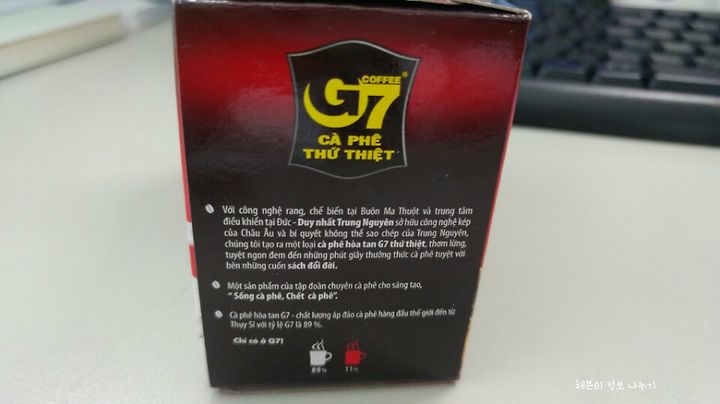 COFFEE
G7®
CÀ PHÊ
THỨ THIỆT
Với công nghệ rang, chế biến tại Buôn Ma Thuột và trung tâm
điều khiển tại Đức - Duy nhất Trung Nguyên sở hữu công nghệ kép
của Châu Âu và bí quyết không thể sao chép của Trung Nguyên,
chúng tôi tạo ra một loại cà phê hòa tan G7 thứ thiệt, thơm lừng,
tuyệt ngon đem đến những phút giây thưởng thức cà phê tuyệt vời
bên những cuốn sách đổi đời.
Một sản phẩm của tập đoàn chuyên cà phê cho sáng tạo,
“ Sống cà phê, Chết cà phê”.
Cà phê hòa tan G7 - chất lượng áp đảo cà phê hàng đầu thế giới đến từ
Thụy Sĩ với tỷ lệ G7 là 89 %.
Chỉ có ở G7!
89% 11%
해븐의 정보 나누기